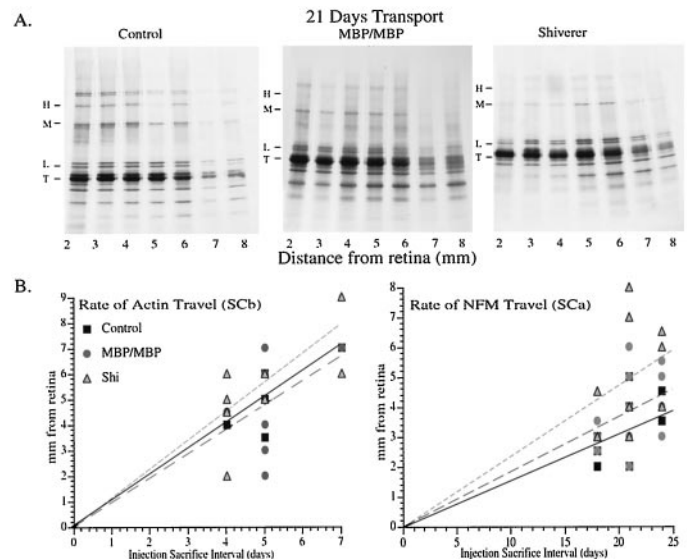 A.
21 Days Transport
Control
MBP/MBP
Shiverer
H
M
L
T
H
M
L
T
H
M
L
T
2 3 4 5 6 7 8
2 3 4 5 6 7 8
2 3 4 5 6 7 8
Distance from retina (mm)
B.
Rate of Actin Travel (SCb)
Control
MBP/MBP
Shi
mm from retina
9
8
7
6
5
4
3
2
1
0
0 1 2 3 4 5 6 7
Injection Sacrifice Interval (days)
Rate of NFM Travel (SCa)
mm from retina
8
7
6
5
4
3
2
1
0
0 5 10 15 20 25
Injection Sacrifice Interval (days)